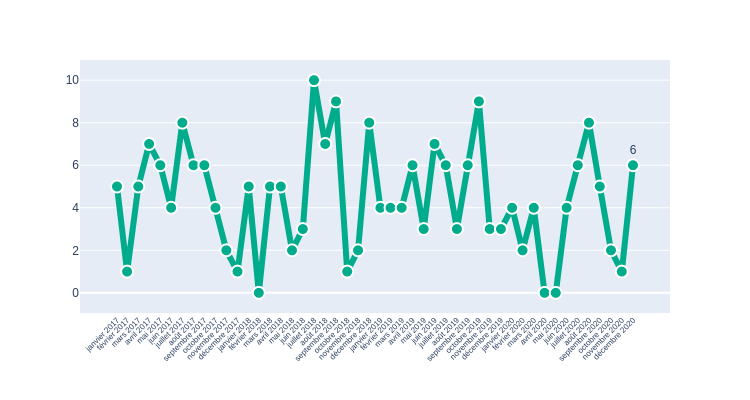 10
8
6
4
2
0
6
janvier 2017
février 2017
mars 2017
avril 2017
mai 2017
juin 2017
juillet 2017
août 2017
septembre 2017
octobre 2017
novembre 2017
décembre 2017
janvier 2018
février 2018
mars 2018
avril 2018
mai 2018
juin 2018
juillet 2018
août 2018
septembre 2018
octobre 2018
novembre 2018
décembre 2018
janvier 2019
février 2019
mars 2019
avril 2019
mai 2019
juin 2019
juillet 2019
août 2019
septembre 2019
octobre 2019
novembre 2019
décembre 2019
janvier 2020
février 2020
mars 2020
avril 2020
mai 2020
juin 2020
juillet 2020
août 2020
septembre 2020
octobre 2020
novembre 2020
décembre 2020